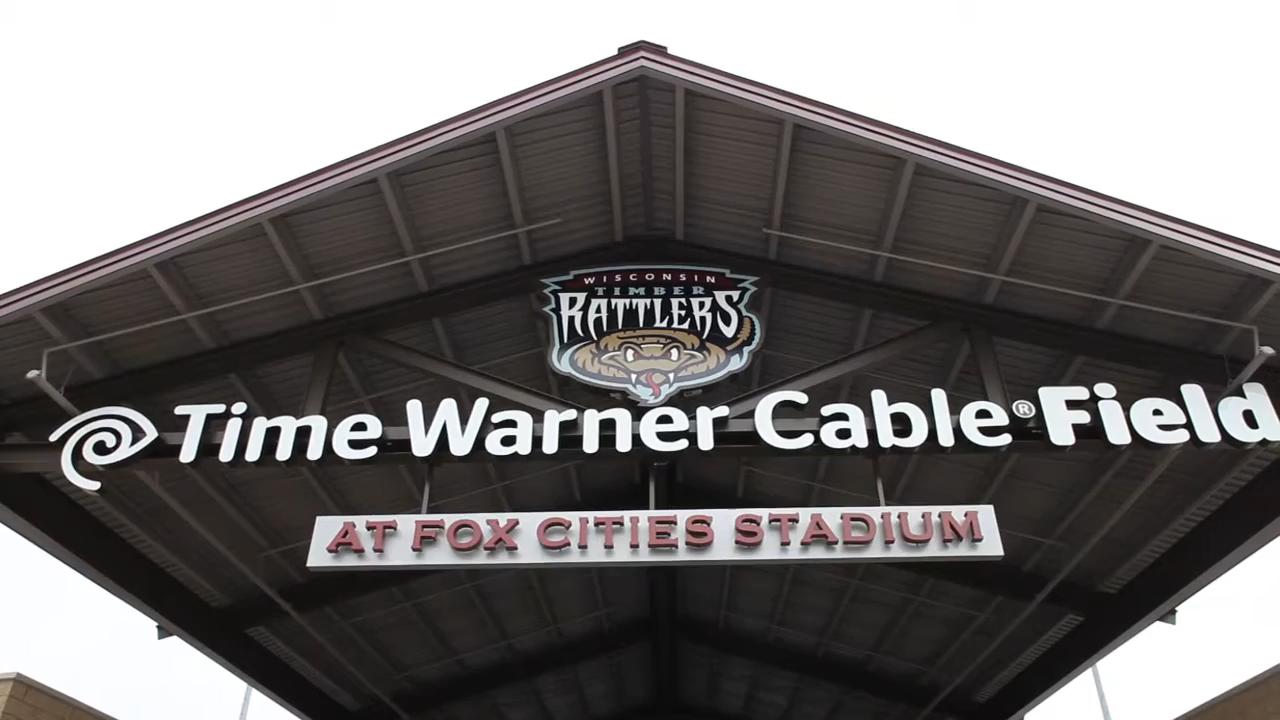 WISCONSIN
TIMBER
RATTLERS
Time Warner Cable® Field
AT FOX CITIES STADIUM